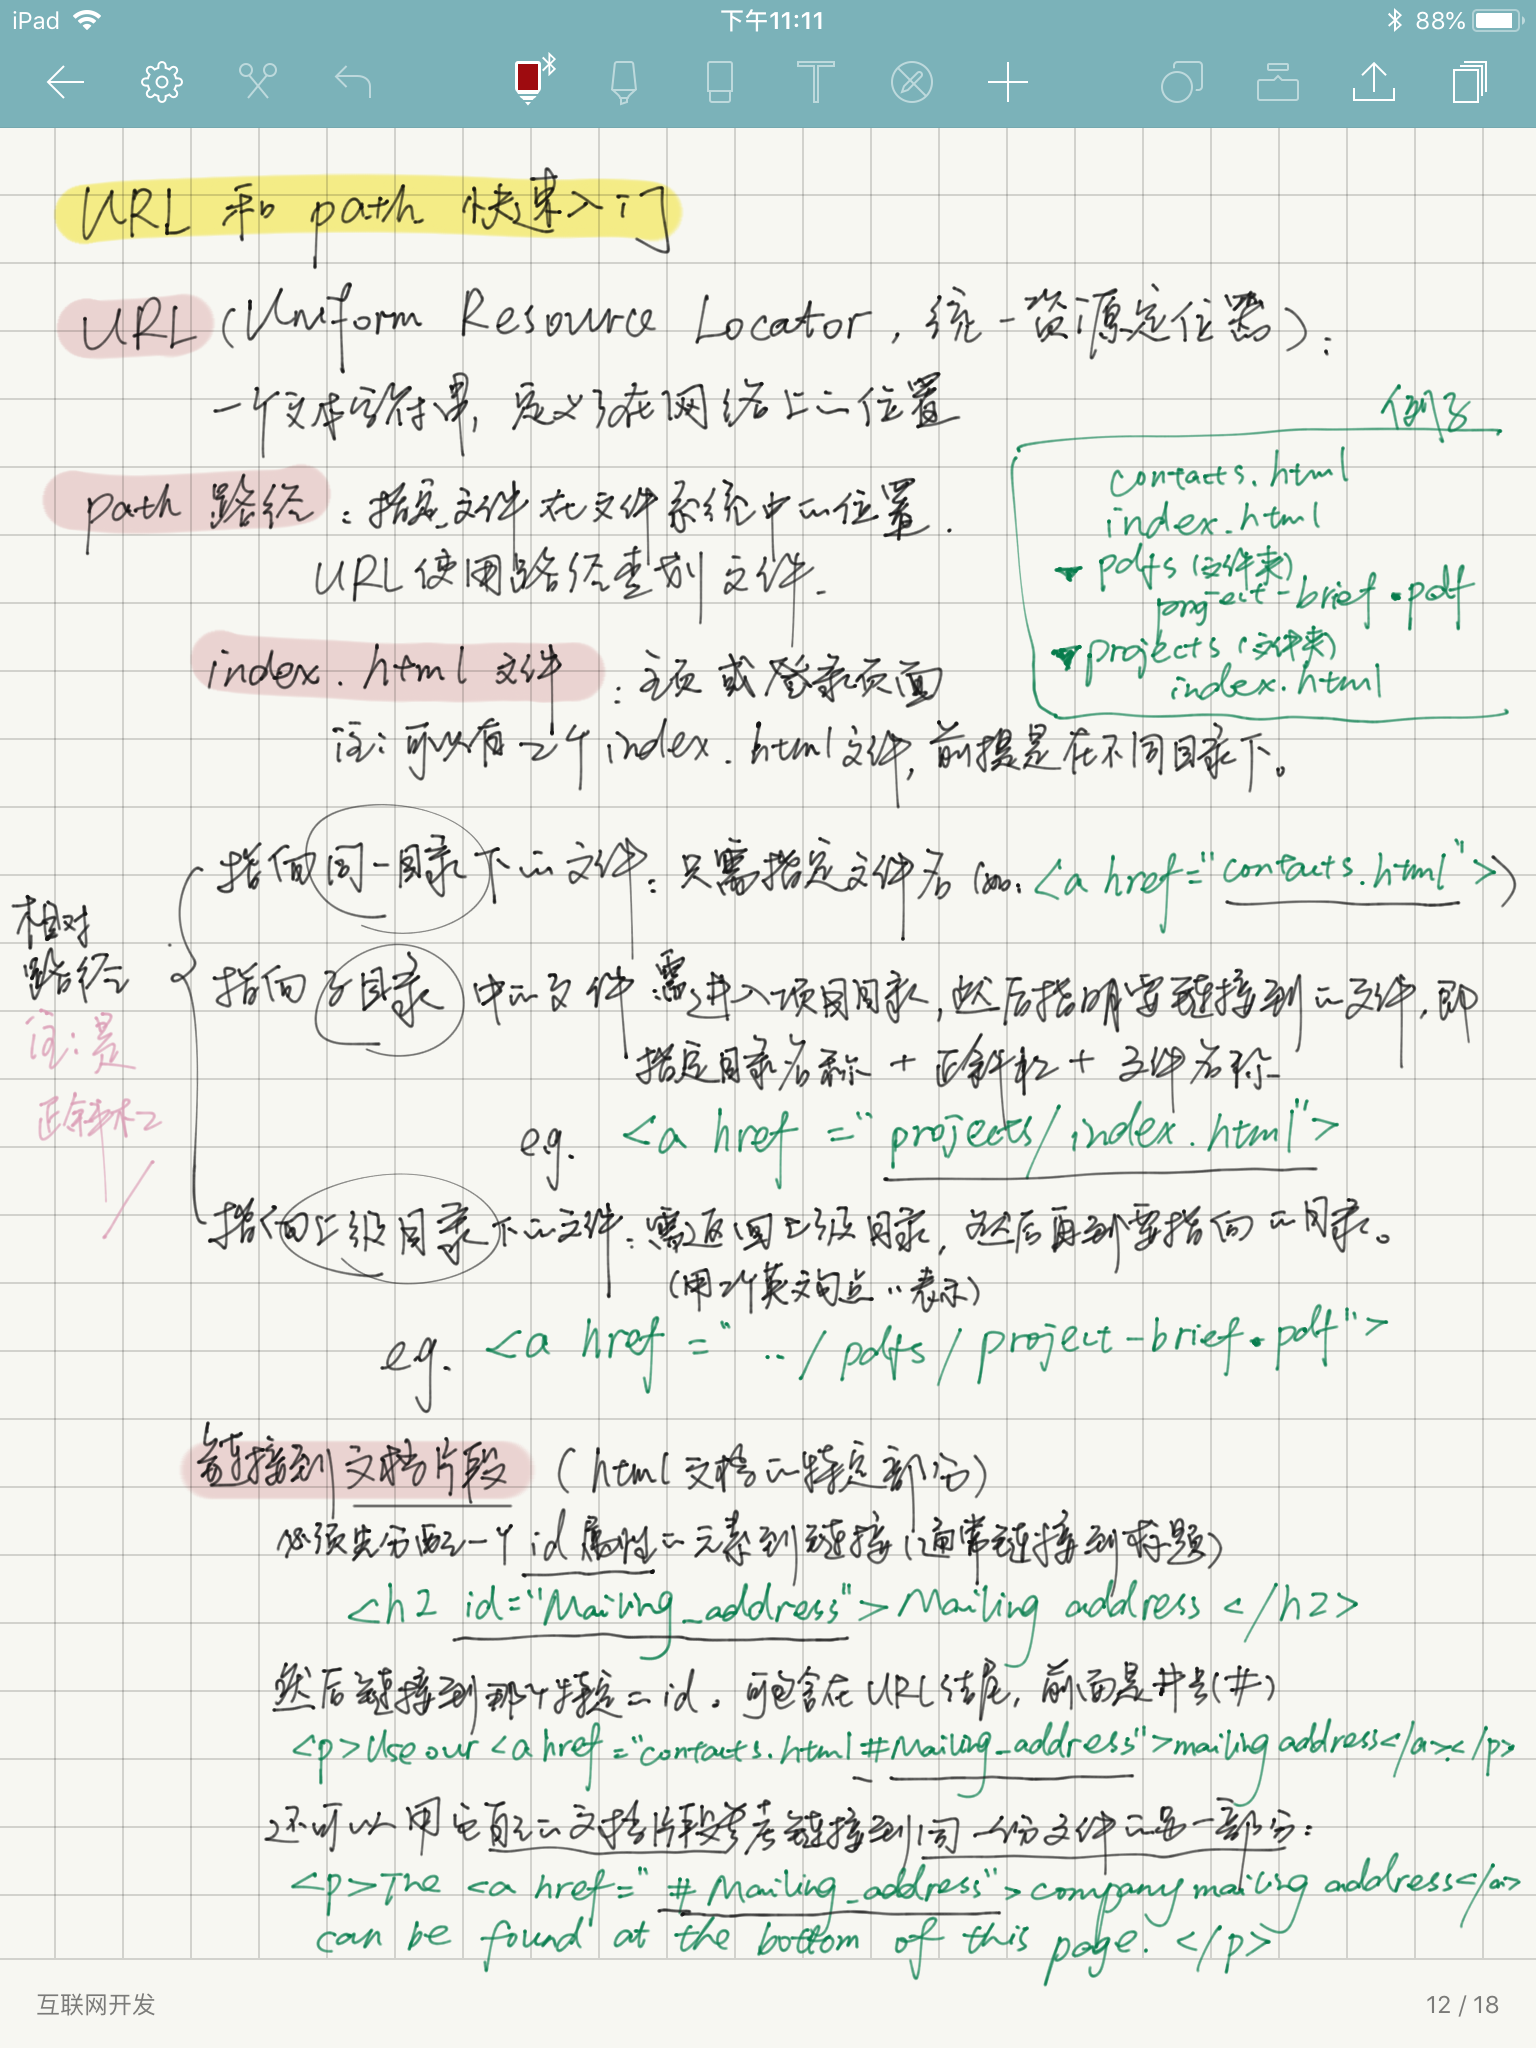 iPad 下午11:11 88%
URL 和 path 快速入门
URL (Uniform Resource Locator, 统一资源定位器):
一个文本字符串, 定义了在网络上的位置
path 路径: 指定文件在文件系统中的位置.
URL 使用路径查找文件.
例子
contacts.html
index.html
pdfs (文件夹)
project-brief.pdf
projects (文件夹)
index.html
index.html 文件: 主页 或 登录页面
注: 可以有二个 index.html 文件, 前提是在不同目录下。
相对
路径
注: 是
正斜杠
/
指向同一目录下的文件: 只需指定文件名 (如: <a href="contacts.html">)
指向子目录中的文件 需进入项目目录, 然后指明要链接到的文件, 即
指定目录名称 + 正斜杠 + 文件名称
e.g. <a href ="projects/index.html">
指向上级目录下的文件: 需返回上级目录, 然后再到要指向的目录。
(用2个英文句点 .. 表示)
e.g. <a href =" ../pdfs/project-brief.pdf">
链接到文档片段 (html 文档的特定部分)
必须先分配一个 id 属性的元素到链接 (通常链接到标题)
<h2 id="Mailing_address">Mailing address </h2>
然后链接到那个特定的 id. 可包含在 URL 结尾, 前面是井号(#)
<p>Use our <a href="contacts.html#Mailing_address">mailing address</a>.</p>
还可以用它自己的文档片段参考链接到同一份文件的另一部分:
<p>The <a href="#Mailing_address">company mailing address</a>
can be found at the bottom of this page. </p>
互联网开发 12 / 18